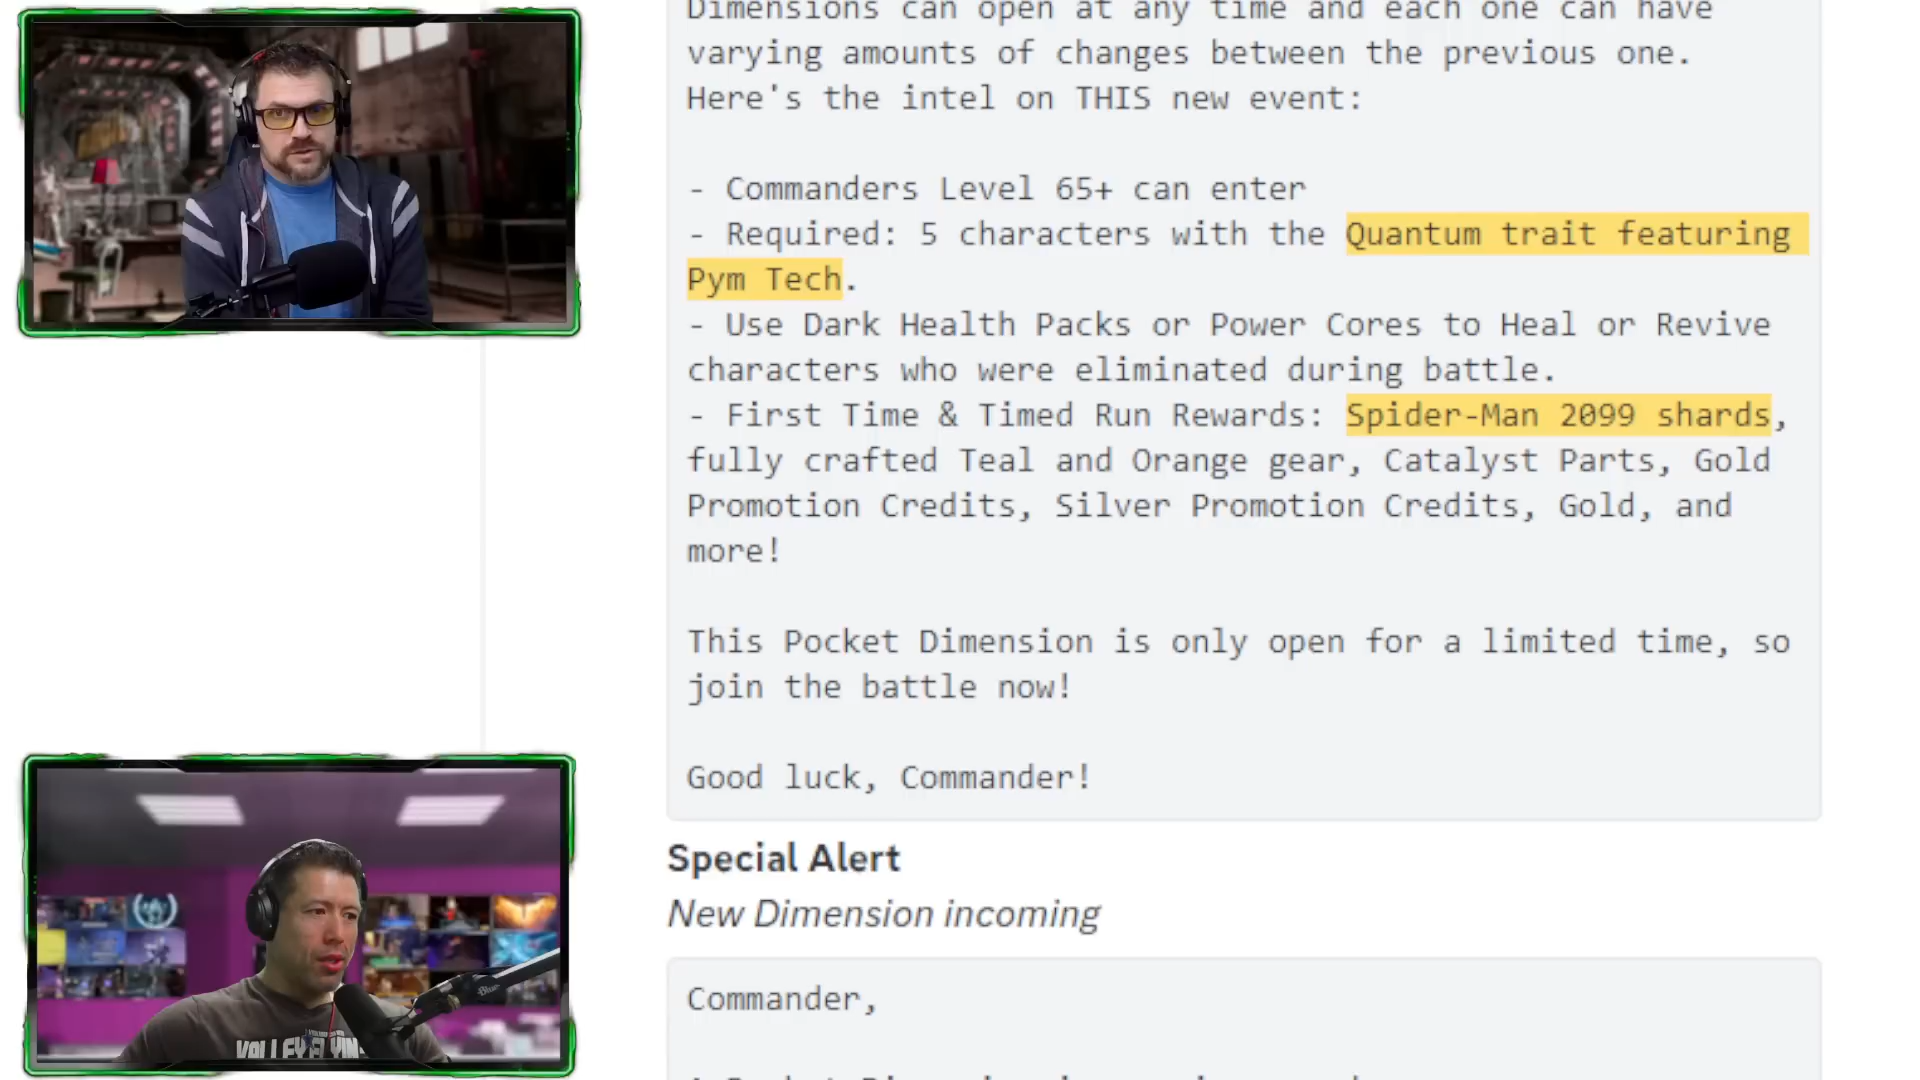 Dimensions can open at any time and each one can have
varying amounts of changes between the previous one.
Here's the intel on THIS new event:
- Commanders Level 65+ can enter
- Required: 5 characters with the Quantum trait featuring
Pym Tech.
- Use Dark Health Packs or Power Cores to Heal or Revive
characters who were eliminated during battle.
- First Time & Timed Run Rewards: Spider-Man 2099 shards,
fully crafted Teal and Orange gear, Catalyst Parts, Gold
Promotion Credits, Silver Promotion Credits, Gold, and
more!
This Pocket Dimension is only open for a limited time, so
join the battle now!
Good luck, Commander!
Special Alert
New Dimension incoming
Commander,
Blue